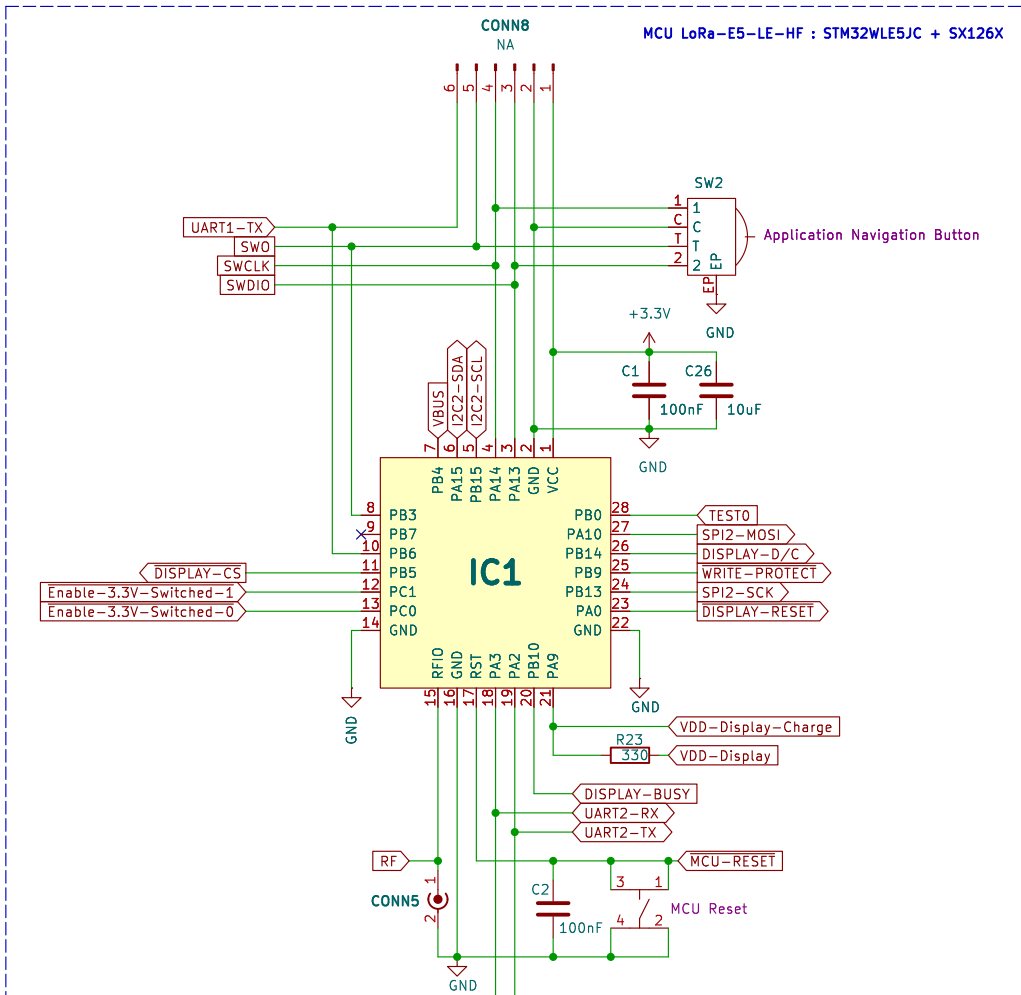 CONN8
NA
MCU LoRa-E5-LE-HF : STM32WLE5JC + SX126X
6
5
4
3
2
1
SW2
1
1
C
C
T
T
2
2
EP
EP
Application Navigation Button
GND
UART1-TX
SWO
SWCLK
SWDIO
+3.3V
C1
100nF
C26
10uF
GND
VBUS
I2C2-SDA
I2C2-SCL
7
6
5
4
3
2
1
PB4
PA15
PB15
PA14
PA13
GND
VCC
8 PB3
9 PB7
10 PB6
11 PB5
12 PC1
13 PC0
14 GND
DISPLAY-CS
Enable-3.3V-Switched-1
Enable-3.3V-Switched-0
IC1
PB0 28
PA10 27
PB14 26
PB9 25
PB13 24
PA0 23
GND 22
TEST0
SPI2-MOSI
DISPLAY-D/C
WRITE-PROTECT
SPI2-SCK
DISPLAY-RESET
RFIO
GND
RST
PA3
PA2
PB10
PA9
15
16
17
18
19
20
21
GND
GND
VDD-Display-Charge
R23
330
VDD-Display
DISPLAY-BUSY
UART2-RX
UART2-TX
RF
MCU-RESET
CONN5
1
2
C2
100nF
3
1
4
2
MCU Reset
GND